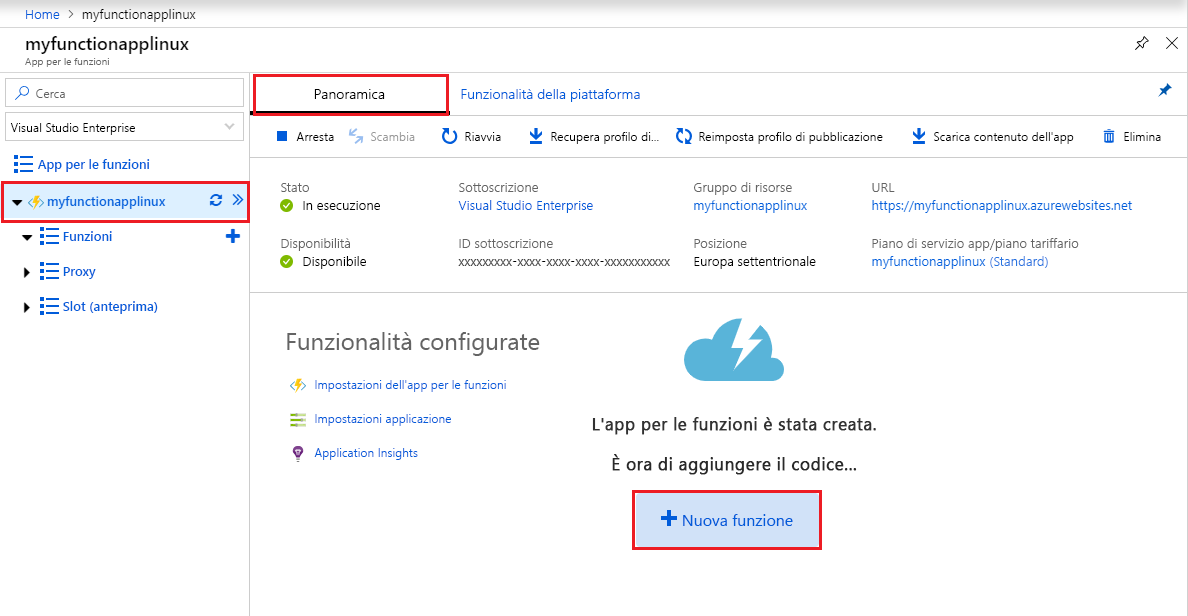 Home > myfunctionapplinux
myfunctionapplinux
App per le funzioni
Cerca
Visual Studio Enterprise
App per le funzioni
myfunctionapplinux
Funzioni
Proxy
Slot (anteprima)
Panoramica Funzionalità della piattaforma
Arresta Scambia Riavvia Recupera profilo di... Reimposta profilo di pubblicazione Scarica contenuto dell'app Elimina
Stato Sottoscrizione Gruppo di risorse URL
In esecuzione Visual Studio Enterprise myfunctionapplinux https://myfunctionapplinux.azurewebsites.net
Disponibilità ID sottoscrizione Posizione Piano di servizio app/piano tariffario
Disponibile xxxxxxxxx-xxxx-xxxx-xxxx-xxxxxxxxxxx Europa settentrionale myfunctionapplinux (Standard)
Funzionalità configurate
Impostazioni dell'app per le funzioni
Impostazioni applicazione
Application Insights
L'app per le funzioni è stata creata.
È ora di aggiungere il codice...
Nuova funzione